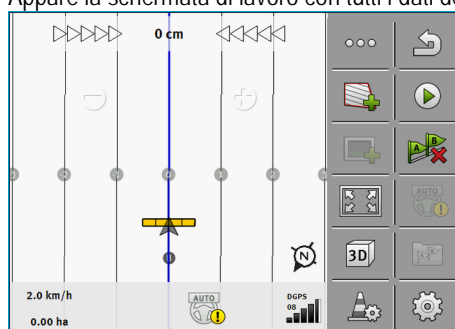 Appare la schermata di lavoro con tutti i dati de
0 cm
N
2.0 km/h
0.00 ha
AUTO
DGPS
08
A B
AUTO
3D